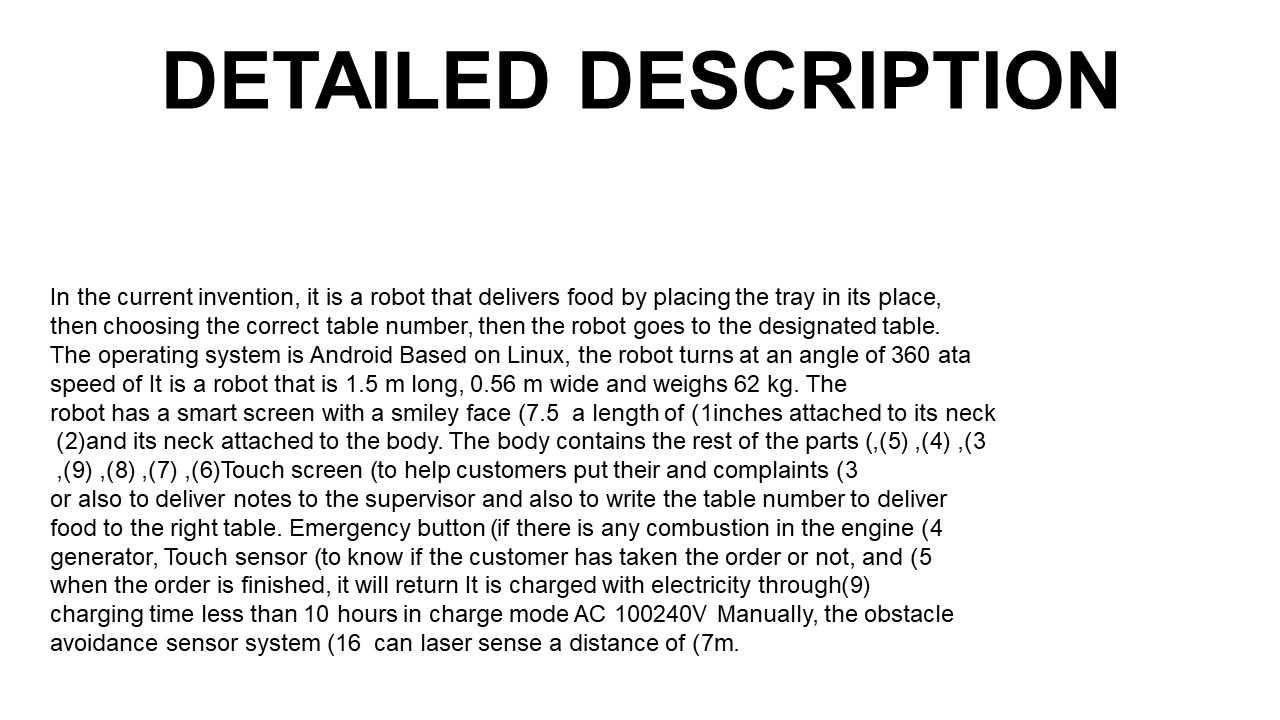 DETAILED DESCRIPTION
In the current invention, it is a robot that delivers food by placing the tray in its place,
then choosing the correct table number, then the robot goes to the designated table.
The operating system is Android Based on Linux, the robot turns at an angle of 360 ata
speed of It is a robot that is 1.5 m long, 0.56 m wide and weighs 62 kg. The
robot has a smart screen with a smiley face (7.5  a length of (1inches attached to its neck
(2)and its neck attached to the body. The body contains the rest of the parts (,(5) ,(4) ,(3
,(9) ,(8) ,(7) ,(6)Touch screen (to help customers put their and complaints (3
or also to deliver notes to the supervisor and also to write the table number to deliver
food to the right table. Emergency button (if there is any combustion in the engine (4
generator, Touch sensor (to know if the customer has taken the order or not, and (5
when the order is finished, it will return It is charged with electricity through(9)
charging time less than 10 hours in charge mode AC 100240V  Manually, the obstacle
avoidance sensor system (16  can laser sense a distance of (7m.